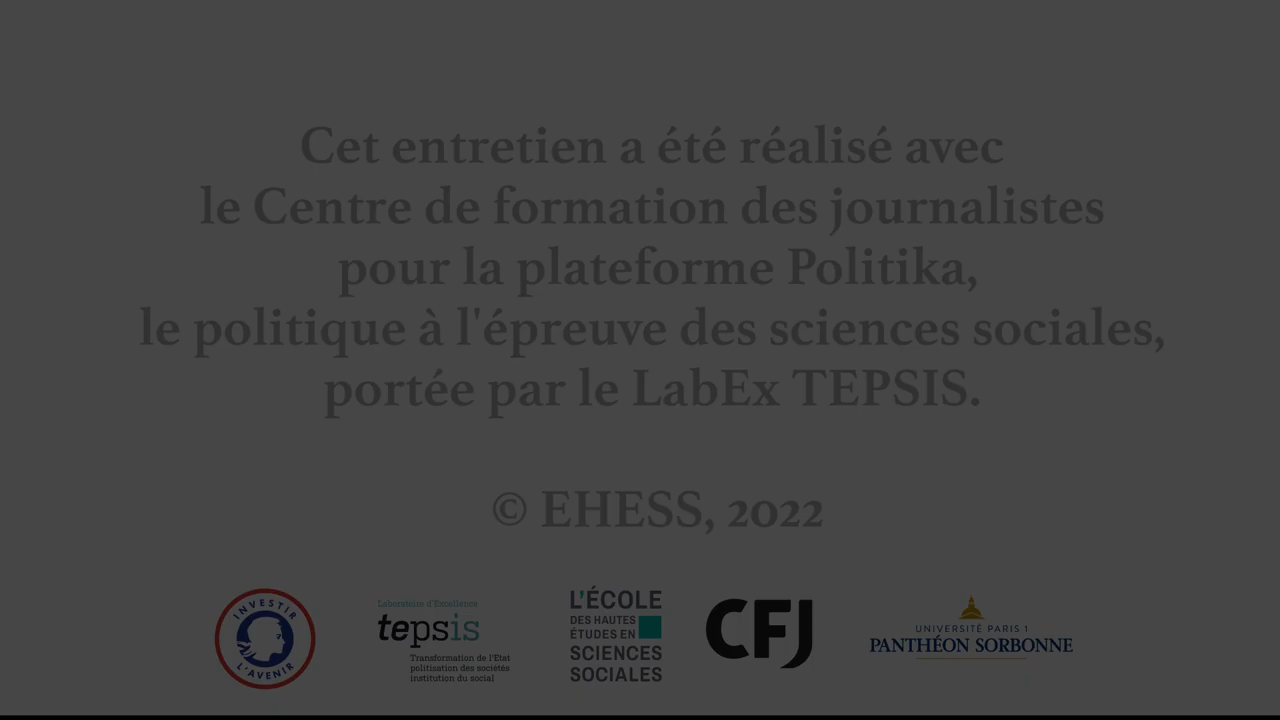 Cet entretien a été réalisé avec
le Centre de formation des journalistes
pour la plateforme Politika,
le politique à l'épreuve des sciences sociales,
portée par le LabEx TEPSIS.
© EHESS, 2022
INVESTIR
L'AVENIR
Laboratoire d'Excellence
tepsis
Transformation de l'Etat
politisation des sociétés
institution du social
L'ÉCOLE
DES HAUTES
ÉTUDES EN
SCIENCES
SOCIALES
CFJ
UNIVERSITÉ PARIS 1
PANTHÉON SORBONNE